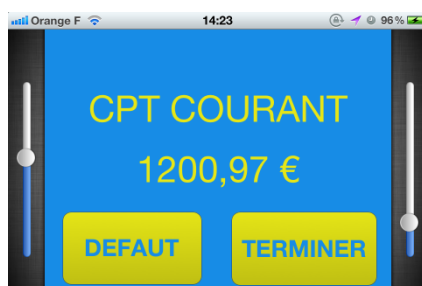 Orange F 14:23 96 %
CPT COURANT
1200,97 €
DEFAUT TERMINER